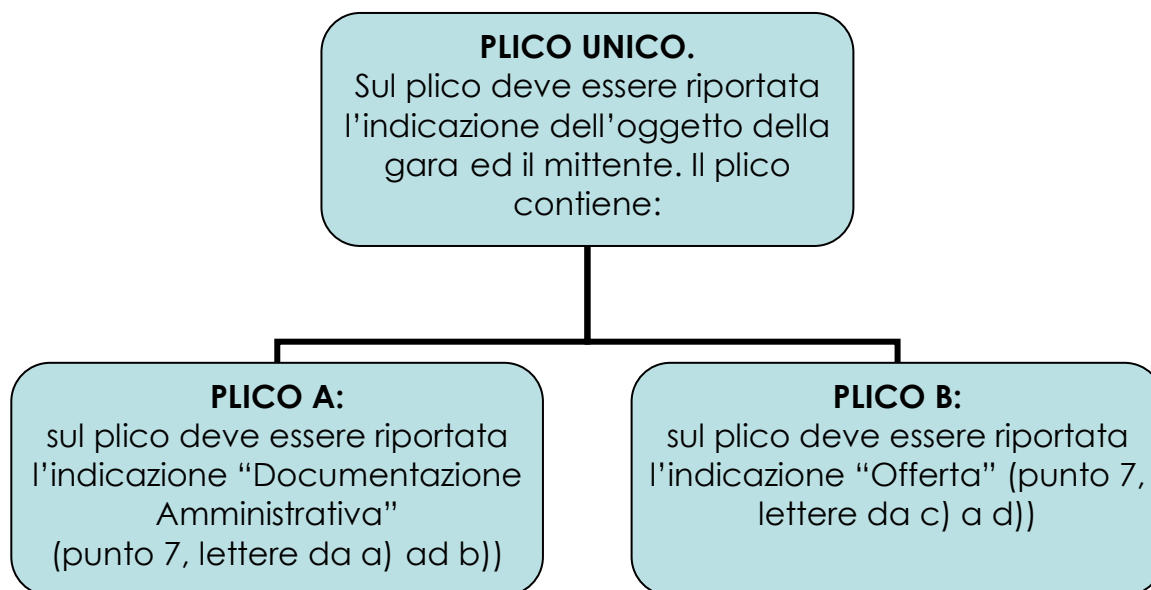 PLICO UNICO.
Sul plico deve essere riportata
l’indicazione dell’oggetto della
gara ed il mittente. Il plico
contiene:
PLICO A:
sul plico deve essere riportata
l’indicazione “Documentazione
Amministrativa”
(punto 7, lettere da a) ad b))
PLICO B:
sul plico deve essere riportata
l’indicazione “Offerta” (punto 7,
lettere da c) a d))